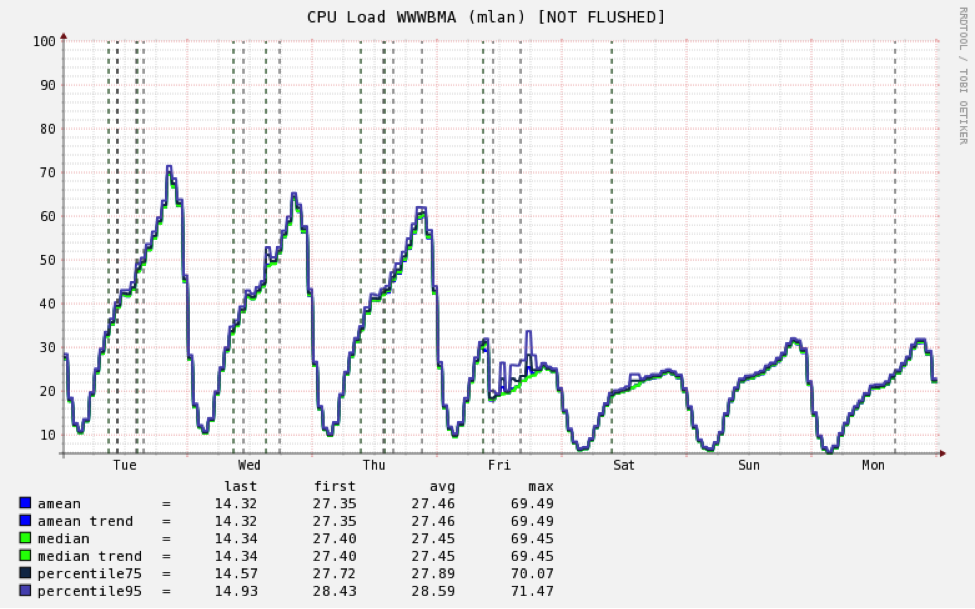 CPU Load WWWBMA (mlan) [NOT FLUSHED]
RRDTOOL / TOBI OETIKER
100
90
80
70
60
50
40
30
20
10
Tue Wed Thu Fri Sat Sun Mon
last first avg max
amean = 14.32 27.35 27.46 69.49
amean trend = 14.32 27.35 27.46 69.49
median = 14.34 27.40 27.45 69.45
median trend = 14.34 27.40 27.45 69.45
percentile75 = 14.57 27.72 27.89 70.07
percentile95 = 14.93 28.43 28.59 71.47